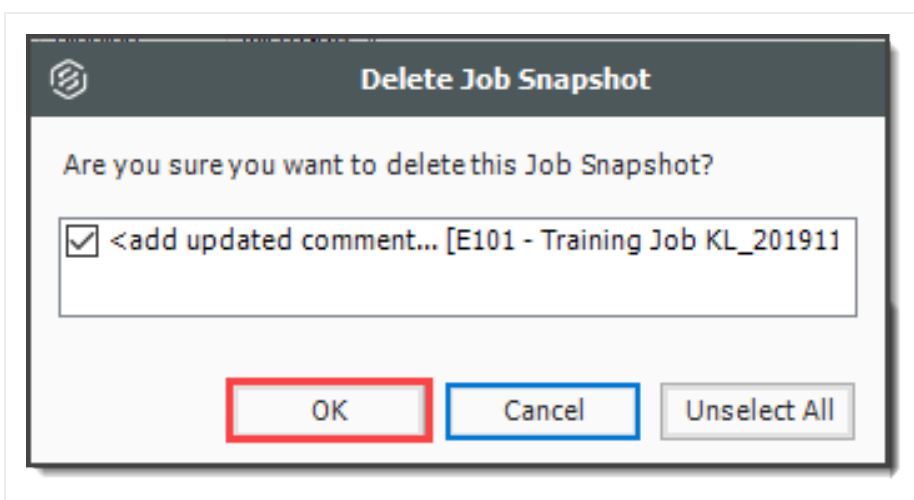 Delete Job Snapshot
Are you sure you want to delete this Job Snapshot?
<add updated comment... [E101 - Training Job KL_201911
OK
Cancel
Unselect All